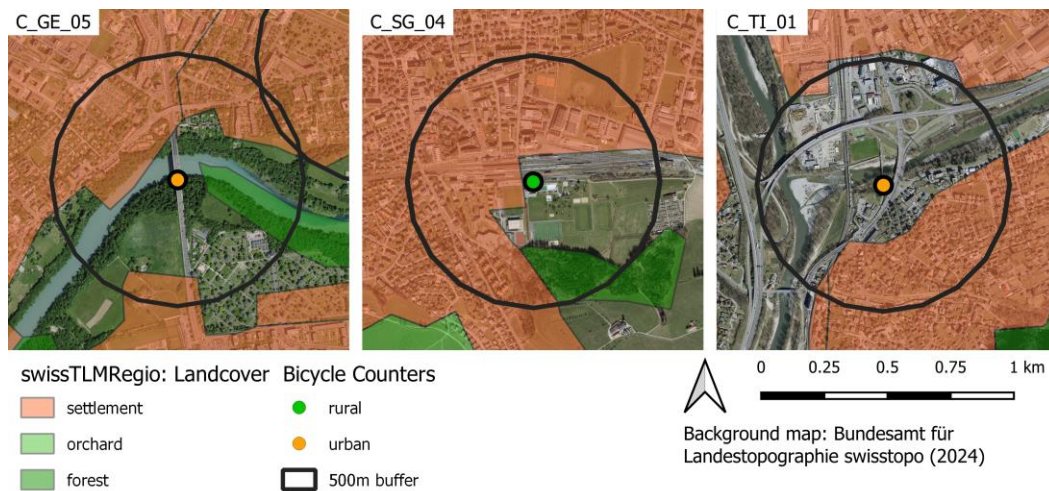 C_GE_05
C_SG_04
C_TI_01
swissTLMRegio: Landcover
settlement
orchard
forest
Bicycle Counters
rural
urban
500m buffer
0 0.25 0.5 0.75 1 km
Background map: Bundesamt für
Landestopographie swisstopo (2024)